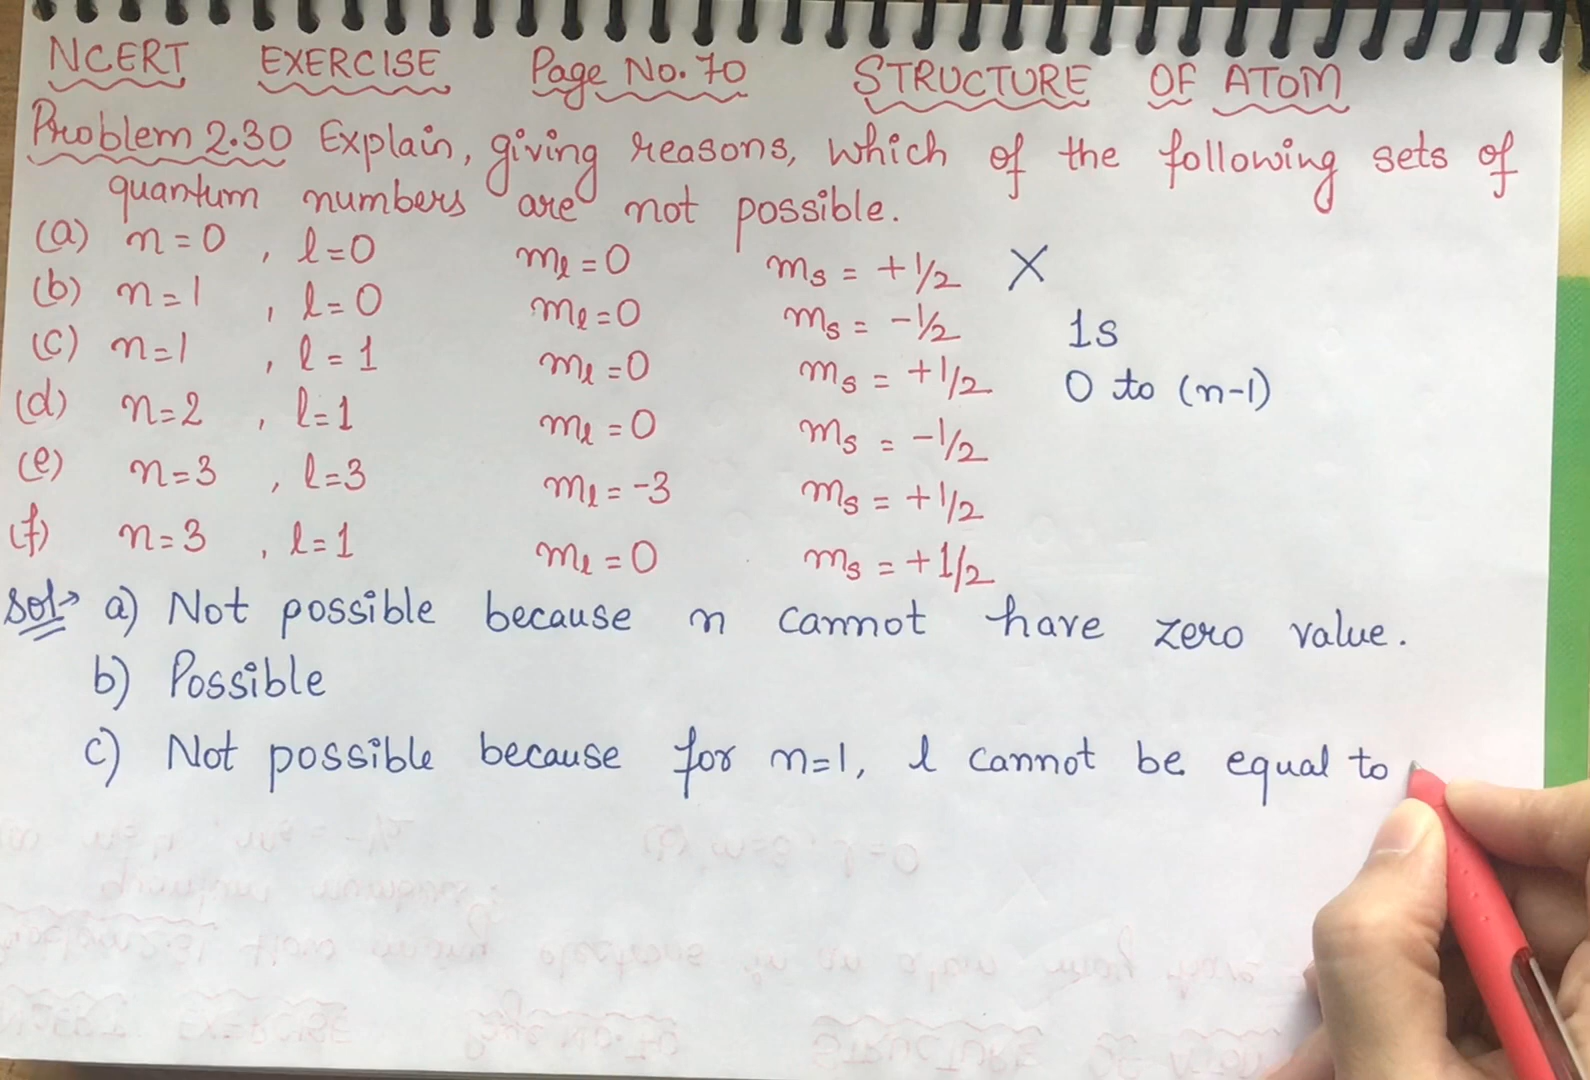 NCERT EXERCISE Page No. 70 STRUCTURE OF ATOM
Problem 2.30 Explain, giving reasons, which of the following sets of
quantum numbers are not possible.
(a) n=0 , l=0 mₗ=0 mₛ = +1/2 X
(b) n=1 , l=0 mₗ=0 mₛ = -1/2 1s
(c) n=1 , l=1 mₗ=0 mₛ = +1/2 0 to (n-1)
(d) n=2 , l=1 mₗ=0 mₛ = -1/2
(e) n=3 , l=3 mₗ=-3 mₛ = +1/2
(f) n=3 , l=1 mₗ=0 mₛ = +1/2
Sol→ a) Not possible because n cannot have zero value.
b) Possible
c) Not possible because for n=1, l cannot be equal to